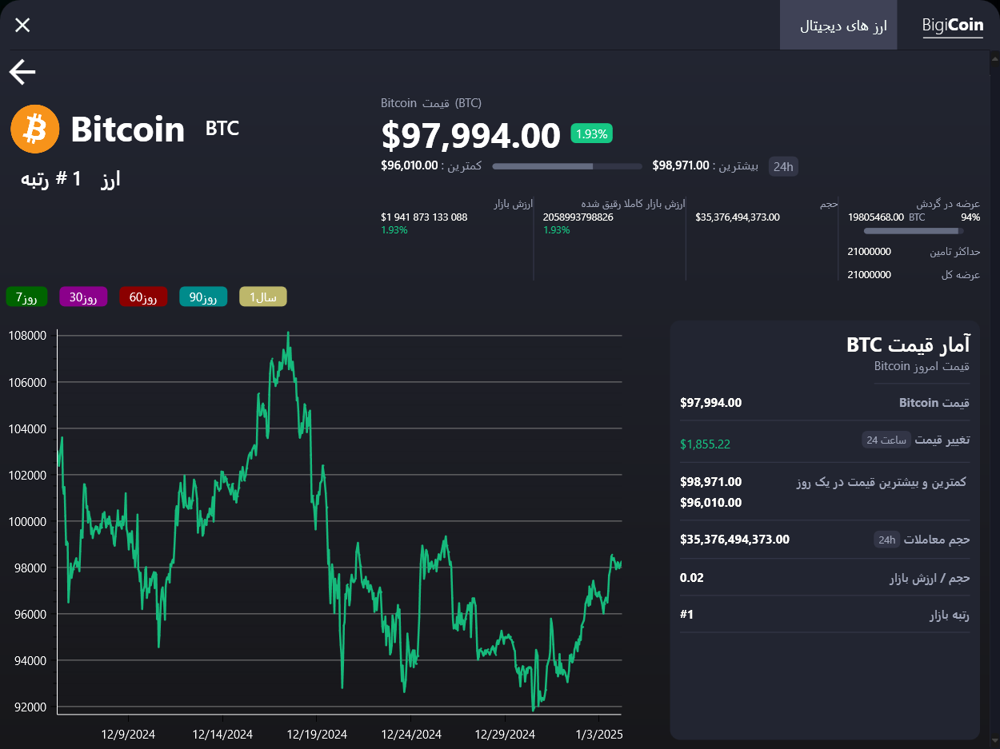 ارز های دیجیتال
BigiCoin
Bitcoin BTC
ارز 1 # رتبه
Bitcoin قیمت (BTC)
$97,994.00 1.93%
$96,010.00 : کمترین
$98,971.00 : بیشترین 24h
ارزش بازار
$1 941 873 133 088
1.93%
ارزش بازار کاملا رقیق شده
2058993798826
1.93%
حجم
$35,376,494,373.00
عرضه در گردش
19805468.00 BTC 94%
21000000 حداکثر تامین
21000000 عرضه کل
روز7 روز30 روز60 روز90 سال1
108000
106000
104000
102000
100000
98000
96000
94000
92000
12/9/2024 12/14/2024 12/19/2024 12/24/2024 12/29/2024 1/3/2025
آمار قیمت BTC
قیمت امروز Bitcoin
قیمت Bitcoin $97,994.00
تغییر قیمت 24 ساعت $1,855.22
کمترین و بیشترین قیمت در یک روز $98,971.00
$96,010.00
حجم معاملات 24h $35,376,494,373.00
حجم / ارزش بازار 0.02
رتبه بازار #1